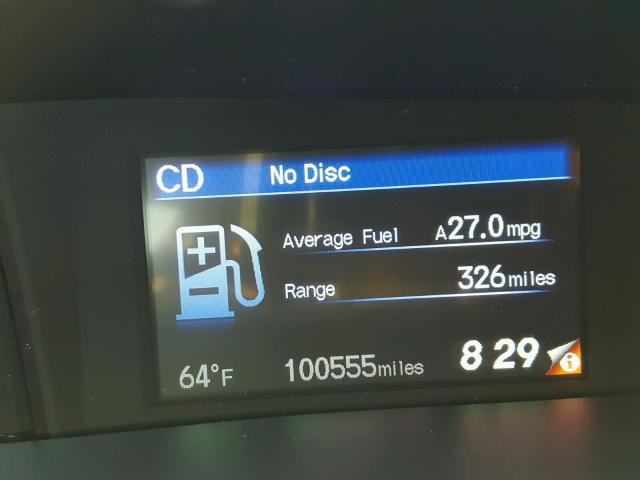 CD No Disc
Average Fuel A27.0mpg
Range 326miles
64°F 100555miles 8 29 i